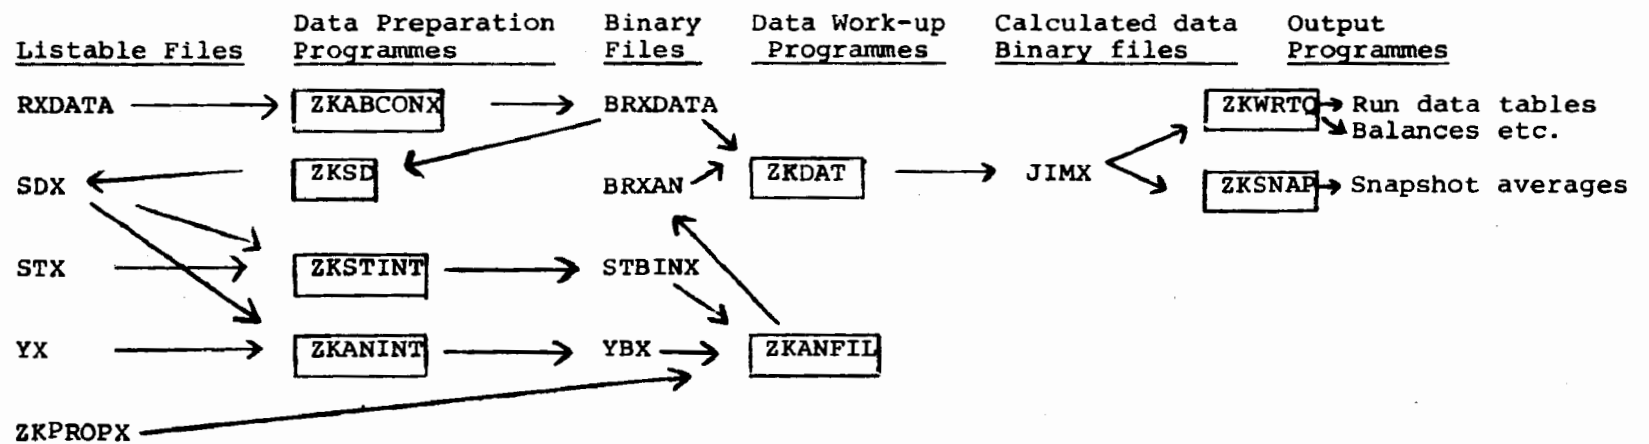 Data Preparation Binary Data Work-up Calculated data Output
Listable Files Programmes Files Programmes Binary files Programmes
RXDATA ZKABCONX BRXDATA ZKWRTO Run data tables
Balances etc.
SDX ZKSD BRXAN ZKDAT JIMX ZKSNAP Snapshot averages
STX ZKSTINT STBINX
YX ZKANINT YBX ZKANFIL
ZKPROPX